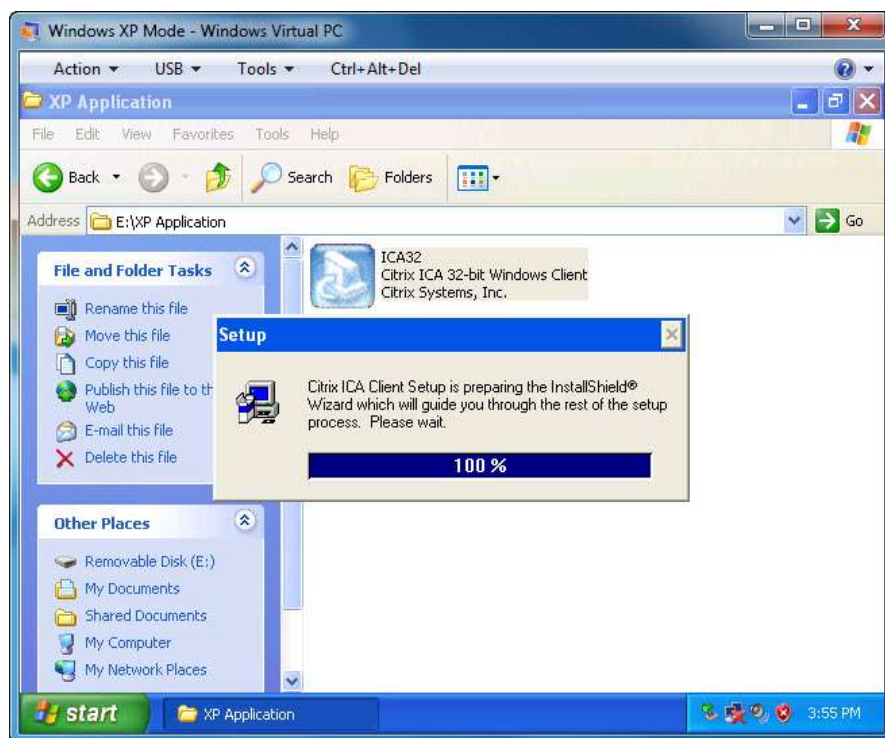 Windows XP Mode - Windows Virtual PC
Action USB Tools Ctrl+Alt+Del
XP Application
File Edit View Favorites Tools Help
Back Search Folders
Address E:\XP Application Go
File and Folder Tasks
Rename this file
Move this file
Copy this file
Publish this file to th
Web
E-mail this file
Delete this file
Other Places
Removable Disk (E:)
My Documents
Shared Documents
My Computer
My Network Places
ICA32
Citrix ICA 32-bit Windows Client
Citrix Systems, Inc.
Setup
Citrix ICA Client Setup is preparing the InstallShield®
Wizard which will guide you through the rest of the setup
process. Please wait.
100 %
start XP Application 3:55 PM